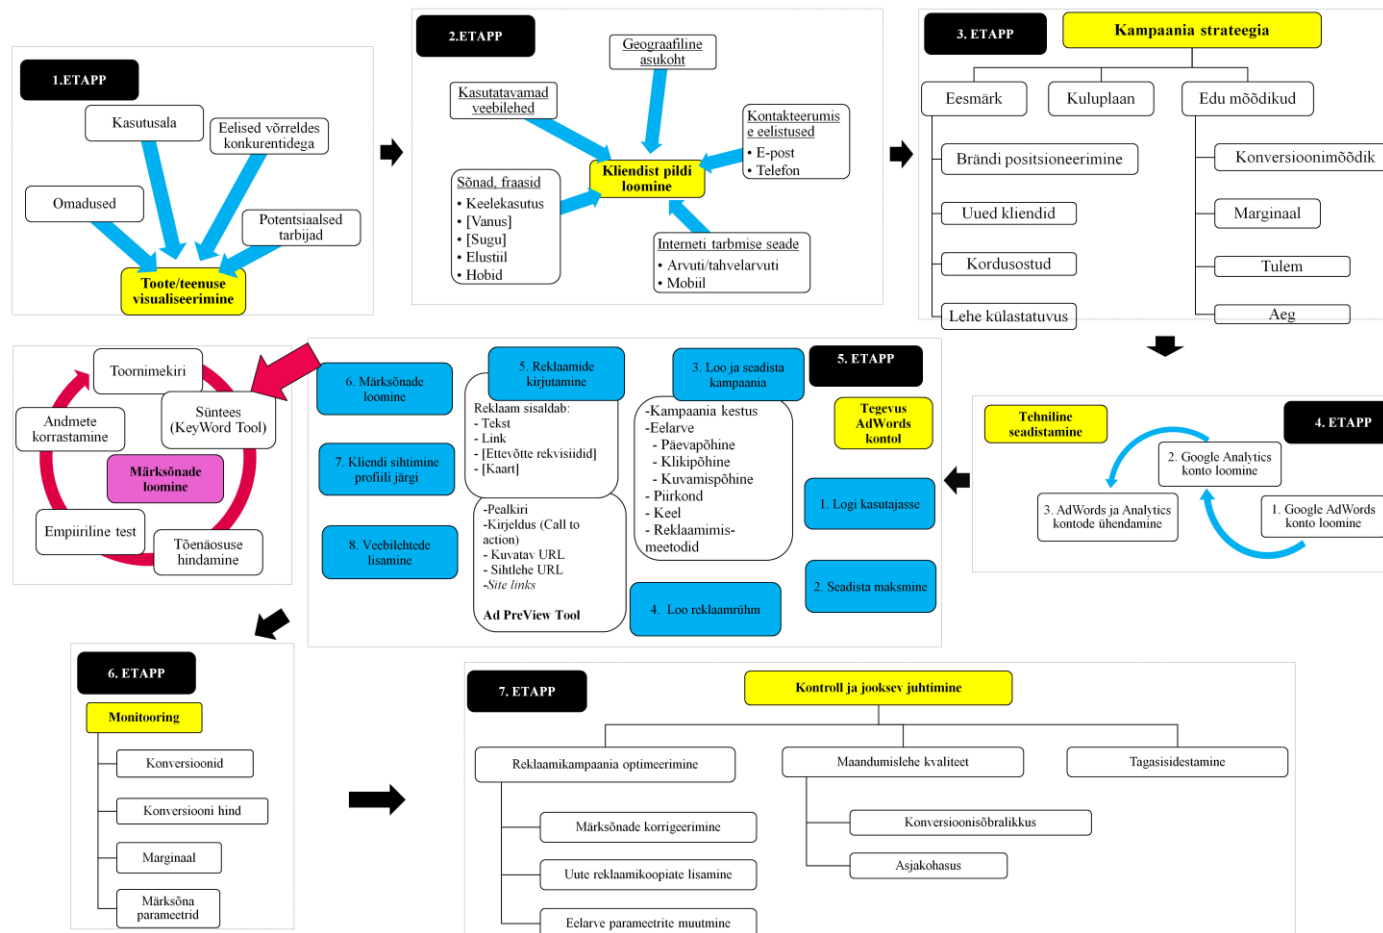 1.ETAPP
Kasutusala
Eelised võrreldes
konkurentidega
Omadused
Potentsiaalsed
tarbijad
Toote/teenuse
visualiseerimine
2.ETAPP
Geograafiline
asukoht
Kasutatavamad
veebilehed
Kontakteerumis
e eelistused
• E-post
• Telefon
Kliendist pildi
loomine
Sõnad, fraasid
• Keelekasutus
• [Vanus]
• [Sugu]
• Elustiil
• Hobid
Interneti tarbmise seade
• Arvuti/tahvelarvuti
• Mobiil
3. ETAPP
Kampaania strateegia
Eesmärk
Kuluplaan
Edu mõõdikud
Brändi positsioneerimine
Uued kliendid
Kordusostud
Lehe külastatuvus
Konversioonimõõdik
Marginaal
Tulem
Aeg
4. ETAPP
Tehniline
seadistamine
2. Google Analytics
konto loomine
3. AdWords ja Analytics
kontode ühendamine
1. Google AdWords
konto loomine
5. ETAPP
Tegevus
AdWords
kontol
1. Logi kasutajasse
2. Seadista maksmine
3. Loo ja seadista
kampaania
-Kampaania kestus
-Eelarve
- Päevapõhine
- Klikipõhine
- Kuvamispõhine
- Piirkond
- Keel
- Reklaamimis-
meetodid
4. Loo reklaamrühm
5. Reklaamide
kirjutamine
Reklaam sisaldab:
- Tekst
- Link
- [Ettevõtte rekvisiidid]
- [Kaart]
-Pealkiri
-Kirjeldus (Call to
action)
- Kuvatav URL
- Sihtlehe URL
-Site links
Ad PreView Tool
6. Märksõnade
loomine
7. Kliendi sihtimine
profiili järgi
8. Veebilehtede
lisamine
Toornimekiri
Süntees
(KeyWord Tool)
Andmete
korrastamine
Märksõnade
loomine
Empiiriline test
Tõenäosuse
hindamine
6. ETAPP
Monitooring
Konversioonid
Konversiooni hind
Marginaal
Märksõna
parameetrid
7. ETAPP
Kontroll ja jooksev juhtimine
Reklaamikampaania optimeerimine
Maandumislehe kvaliteet
Tagasisidestamine
Märksõnade korrigeerimine
Uute reklaamikoopiate lisamine
Eelarve parameetrite muutmine
Konversioonisõbralikkus
Asjakohasus